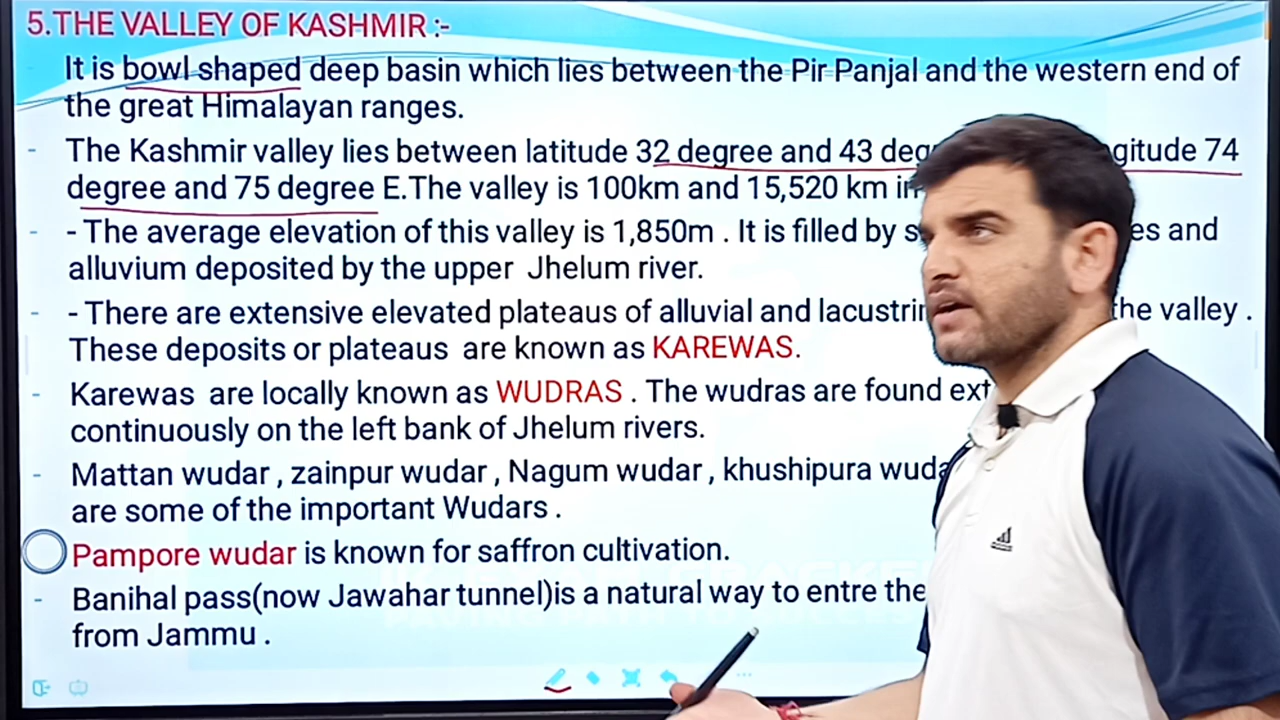 5.THE VALLEY OF KASHMIR :-
It is bowl shaped deep basin which lies between the Pir Panjal and the western end of
the great Himalayan ranges.
- The Kashmir valley lies between latitude 32 degree and 43 74
degree and 75 degree E.The valley is 100km and 15,520 km
- - The average elevation of this valley is 1,850m . It is filled by and
alluvium deposited by the upper Jhelum river.
- - There are extensive elevated plateaus of alluvial and the valley .
These deposits or plateaus are known as KAREWAS.
- Karewas are locally known as WUDRAS . The wudras are found
continuously on the left bank of Jhelum rivers.
- Mattan wudar , zainpur wudar , Nagum wudar , khushipura
are some of the important Wudars .
Pampore wudar is known for saffron cultivation.
- Banihal pass(now Jawahar tunnel)is a natural way to entre the
from Jammu .